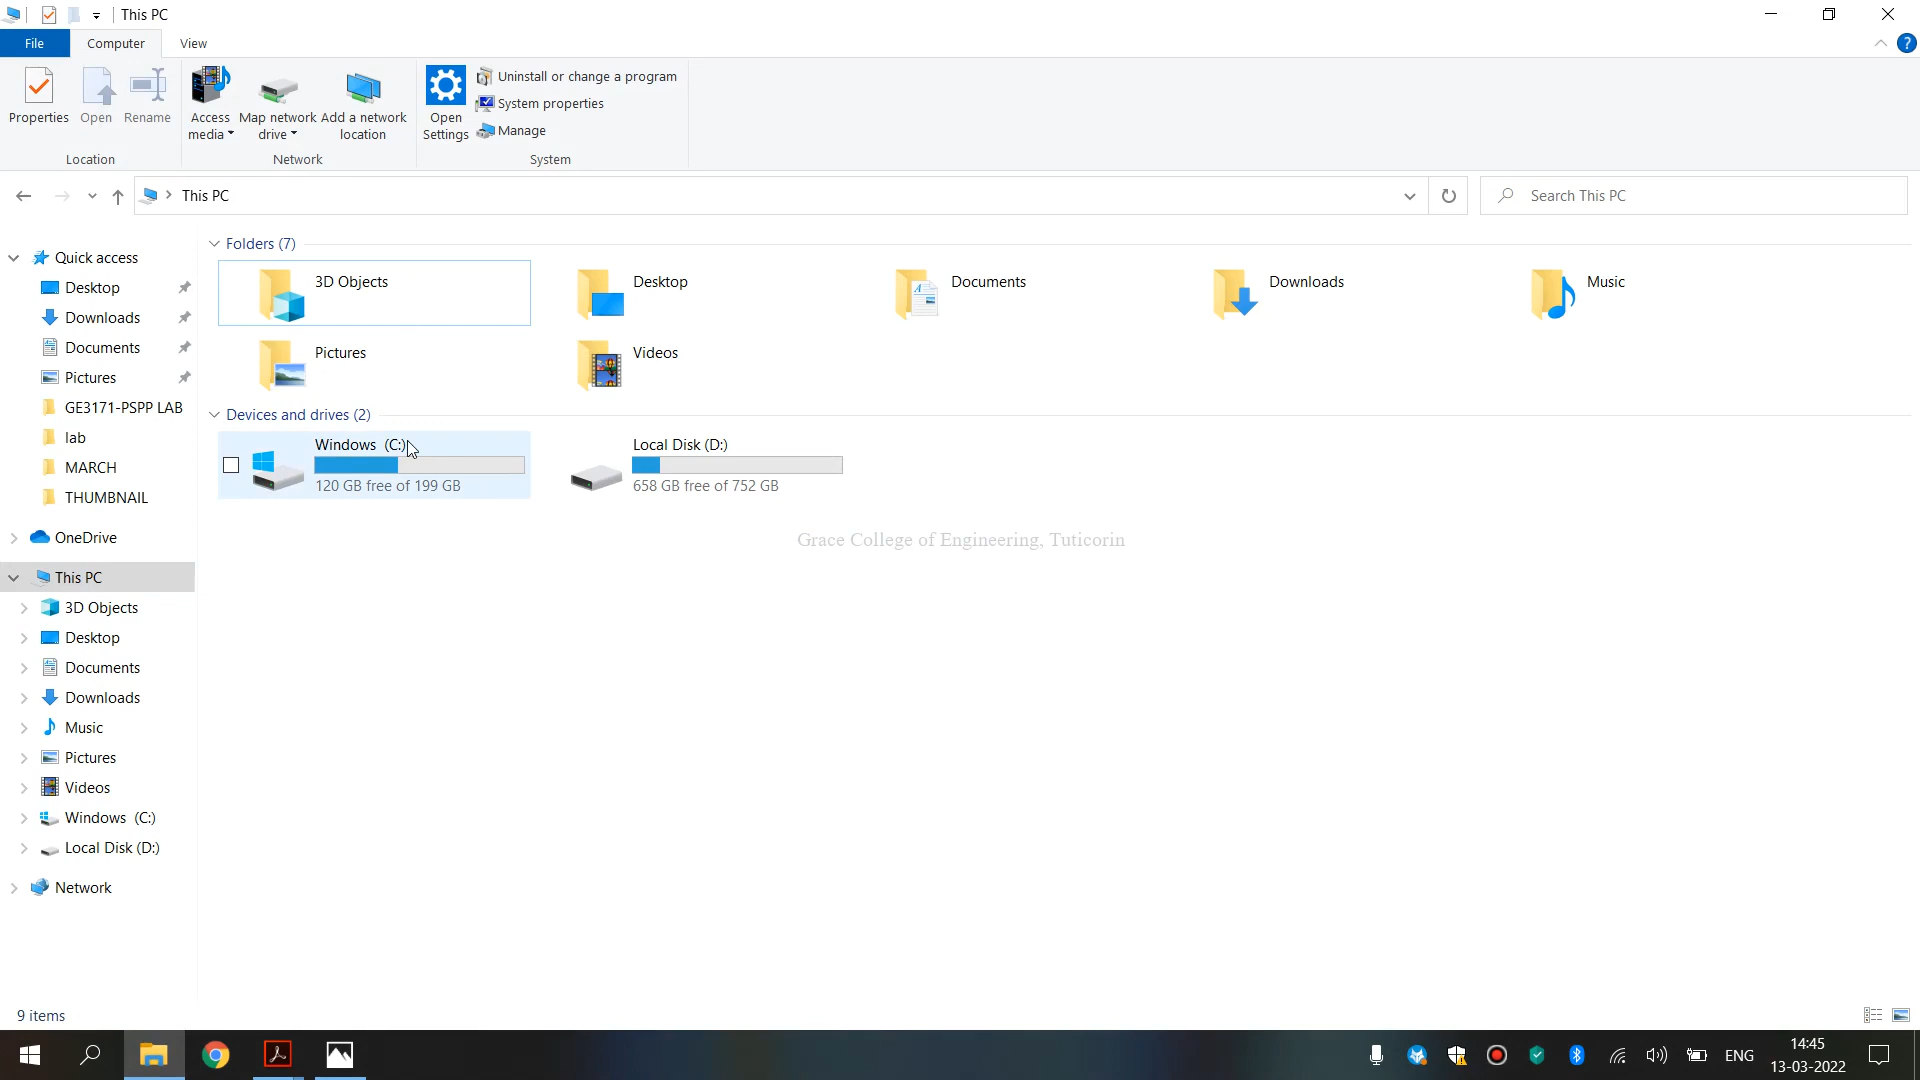 This PC
File
Computer
View
Properties
Open
Rename
Access media
Map network drive
Add a network location
Open Settings
Uninstall or change a program
System properties
Manage
Location
Network
System
This PC
Search This PC
Quick access
Desktop
Downloads
Documents
Pictures
GE3171-PSPP LAB
lab
MARCH
THUMBNAIL
OneDrive
This PC
3D Objects
Desktop
Documents
Downloads
Music
Pictures
Videos
Windows (C:)
Local Disk (D:)
Network
Folders (7)
3D Objects
Desktop
Documents
Downloads
Music
Pictures
Videos
Devices and drives (2)
Windows (C:)
120 GB free of 199 GB
Local Disk (D:)
658 GB free of 752 GB
Grace College of Engineering, Tuticorin
9 items
ENG
14:45
13-03-2022